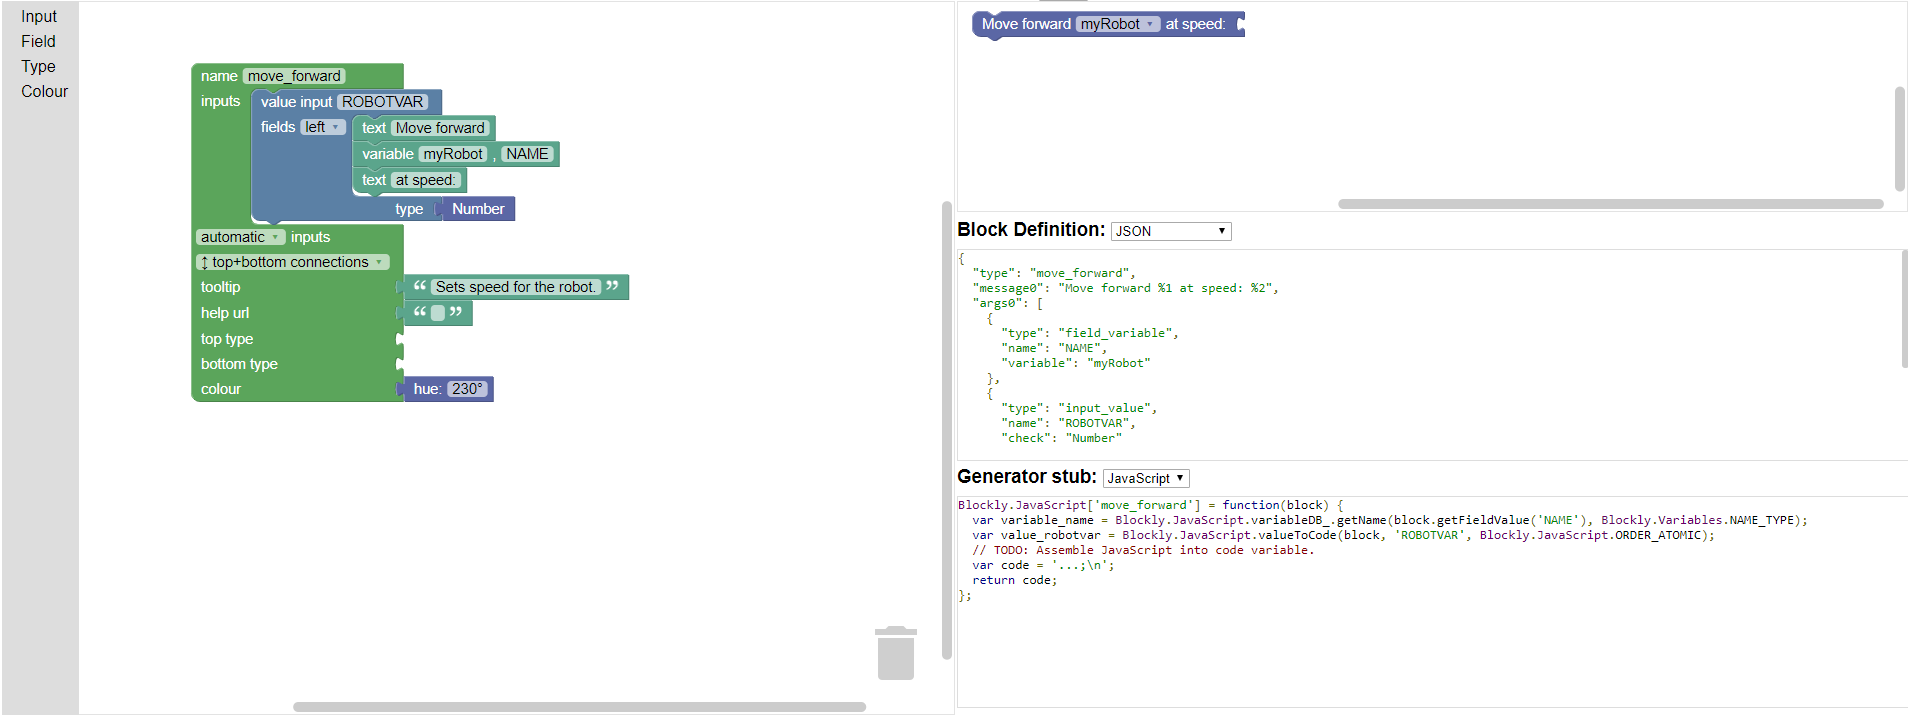 Input
Field
Type
Colour
name move_forward
inputs value input ROBOTVAR
fields left text Move forward
variable myRobot , NAME
text at speed:
type Number
automatic inputs
↕ top+bottom connections
tooltip “ Sets speed for the robot. ”
help url “ ”
top type
bottom type
colour hue: 230°
Move forward myRobot at speed:
Block Definition: JSON
{
"type": "move_forward",
"message0": "Move forward %1 at speed: %2",
"args0": [
{
"type": "field_variable",
"name": "NAME",
"variable": "myRobot"
},
{
"type": "input_value",
"name": "ROBOTVAR",
"check": "Number"
Generator stub: JavaScript
Blockly.JavaScript['move_forward'] = function(block) {
var variable_name = Blockly.JavaScript.variableDB_.getName(block.getFieldValue('NAME'), Blockly.Variables.NAME_TYPE);
var value_robotvar = Blockly.JavaScript.valueToCode(block, 'ROBOTVAR', Blockly.JavaScript.ORDER_ATOMIC);
// TODO: Assemble JavaScript into code variable.
var code = '...;\n';
return code;
};